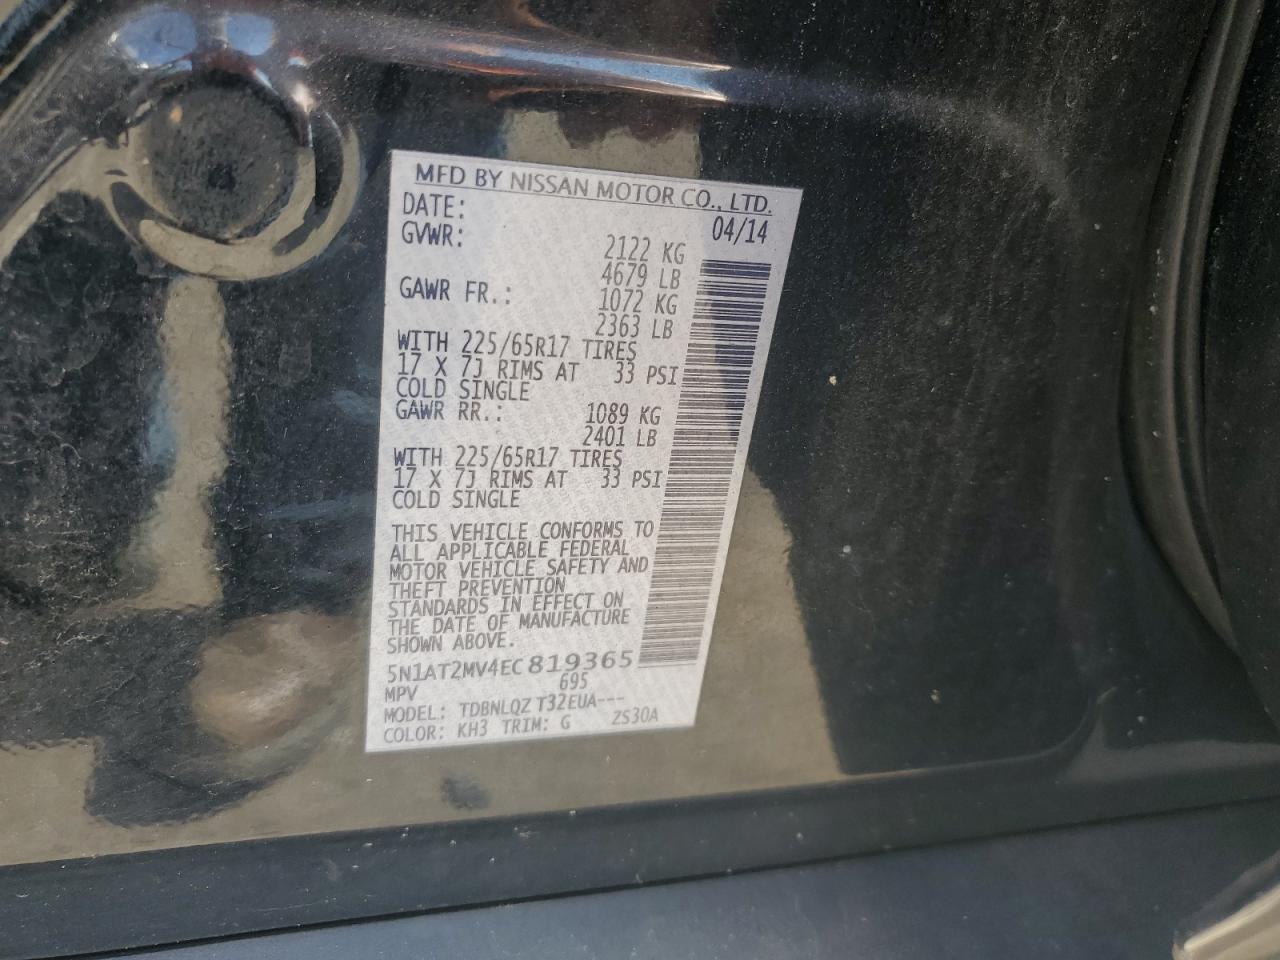 MFD BY NISSAN MOTOR CO., LTD.
DATE: 04/14
GVWR: 2122 KG
4679 LB
GAWR FR.: 1072 KG
2363 LB
WITH 225/65R17 TIRES
17 X 7J RIMS AT 33 PSI
COLD SINGLE
GAWR RR.: 1089 KG
2401 LB
WITH 225/65R17 TIRES
17 X 7J RIMS AT 33 PSI
COLD SINGLE
THIS VEHICLE CONFORMS TO
ALL APPLICABLE FEDERAL
MOTOR VEHICLE SAFETY AND
THEFT PREVENTION
STANDARDS IN EFFECT ON
THE DATE OF MANUFACTURE
SHOWN ABOVE.
5N1AT2MV4EC819365
MPV 695
MODEL: TDBNLQZ T32EUA---
COLOR: KH3 TRIM: G ZS30A